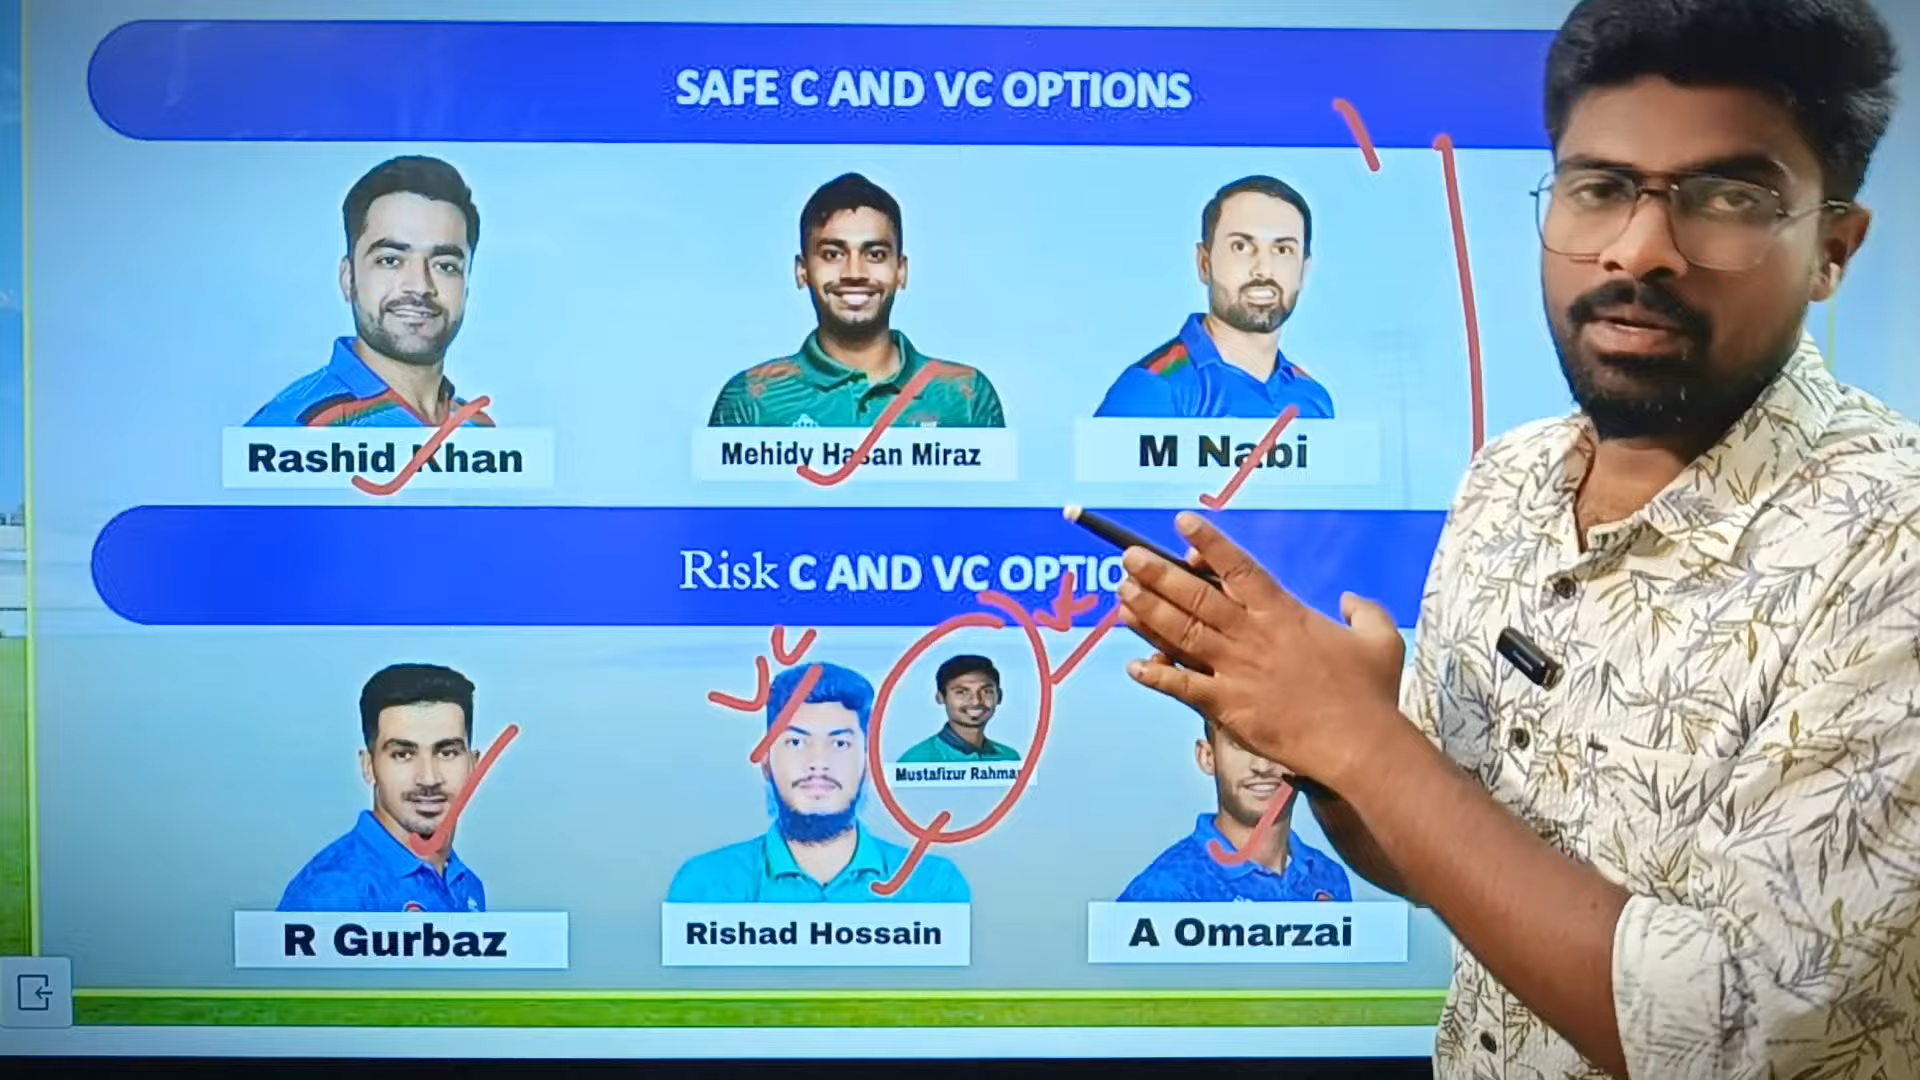 SAFE C AND VC OPTIONS
Rashid Khan
Mehidy Hasan Miraz
M Nabi
Risk C AND VC OPTIO
Mustafizur Rahma
R Gurbaz
Rishad Hossain
A Omarzai